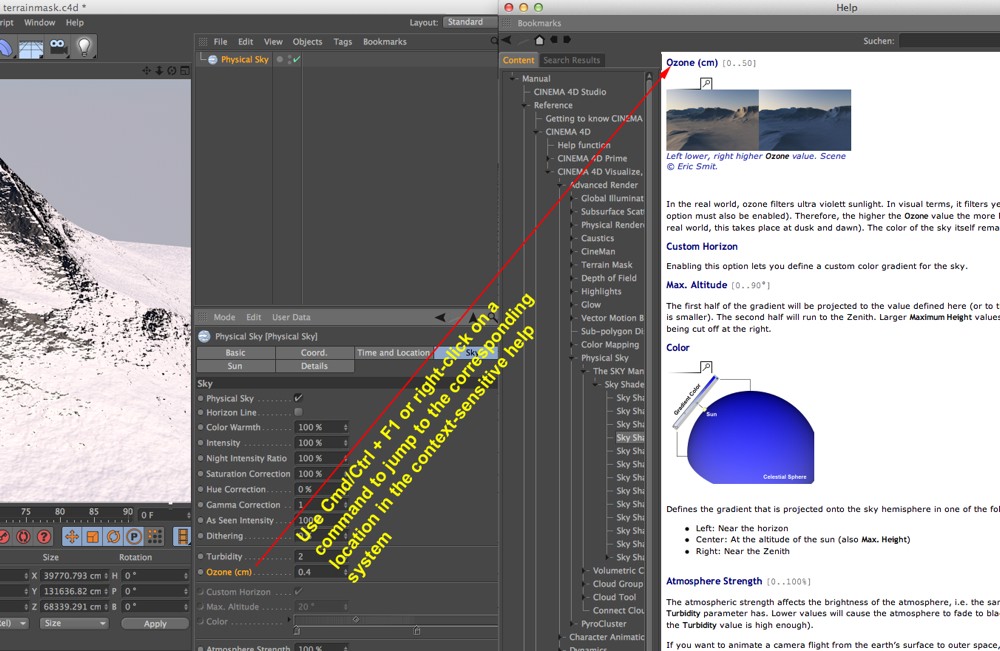 terrainmask.c4d *
Help
Script Window Help
Layout: Standard
Bookmarks
File Edit View Objects Tags Bookmarks
Suchen:
Physical Sky
Content Search Results
Manual
CINEMA 4D Studio
Reference
Getting to know CINEMA
CINEMA 4D
Help function
CINEMA 4D Prime
CINEMA 4D Visualize,
Advanced Render
Global Illuminat
Subsurface Scat
Physical Render
Caustics
CineMan
Terrain Mask
Depth of Field
Highlights
Glow
Vector Motion B
Sub-polygon Di
Color Mapping
Physical Sky
The SKY Man
Sky Shade
Sky Sha
Sky Sha
Sky Sha
Sky Sha
Sky Sha
Sky Sha
Sky Sha
Sky Sha
Sky Sha
Sky Sha
Sky Sha
Sky Sha
Sky Sha
Volumetric C
Cloud Group
Cloud Tool
Connect Clou
PyroCluster
Character Animatic
Dynamics
Ozone (cm) [0..50]
Left lower, right higher Ozone value. Scene
© Eric Smit.
In the real world, ozone filters ultra violett sunlight. In visual terms, it filters ye
option must also be enabled). Therefore, the higher the Ozone value the more
real world, this takes place at dusk and dawn). The color of the sky itself rema
Custom Horizon
Enabling this option lets you define a custom color gradient for the sky.
Max. Altitude [0..90°]
The first half of the gradient will be projected to the value defined here (or to t
is smaller). The second half will run to the Zenith. Larger Maximum Height values
being cut off at the right.
Color
Gradient Color
Sun
Celestial Sphere
Defines the gradient that is projected onto the sky hemisphere in one of the fol
• Left: Near the horizon
• Center: At the altitude of the sun (also Max. Height)
• Right: Near the Zenith
Atmosphere Strength [0..100%]
The atmospheric strength affects the brightness of the atmosphere, i.e. the sam
Turbidity parameter has. Lower values will cause the atmosphere to fade to bla
the Turbidity value is high enough).
If you want to animate a camera flight from the earth's surface to outer space,
Mode Edit User Data
Physical Sky [Physical Sky]
Basic Coord. Time and Location Sky
Sun Details
Sky
Physical Sky
Horizon Line
Color Warmth 100 %
Intensity 100 %
Night Intensity Ratio 100 %
Saturation Correction 100 %
Hue Correction 0 %
Gamma Correction 1
As Seen Intensity 100
Dithering
Turbidity 2
Ozone (cm) 0.4
Custom Horizon
Max. Altitude 20 °
Color
Atmosphere Strength 100 %
Use Cmd/Ctrl + F1 or right-click on a
command to jump to the corresponding
location in the context-sensitive help
system
75 80 85 90 0 F
Size Rotation
X 39770.793 cm H 0 °
Y 131636.82 cm P 0 °
Z 68339.291 cm B 0 °
Size Apply